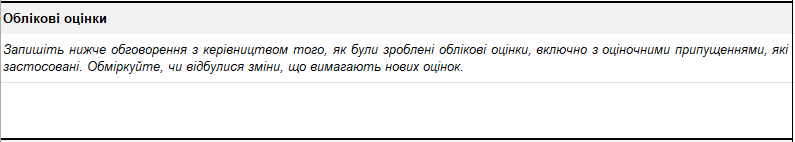 Облікові оцінки
Запишіть нижче обговорення з керівництвом того, як були зроблені облікові оцінки, включно з оціночними припущеннями, які
застосовані. Обміркуйте, чи відбулися зміни, що вимагають нових оцінок.